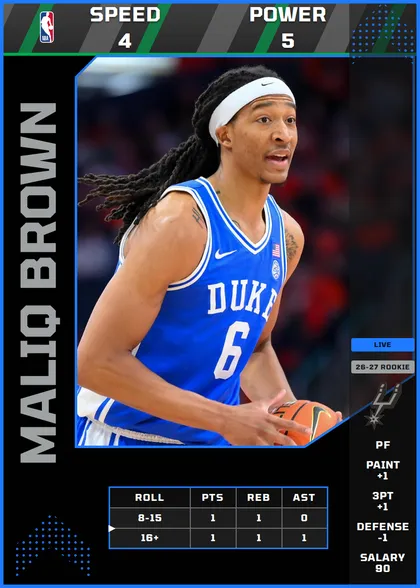 SPEED
4
POWER
5
NBA
MALIQ BROWN
DUKE
6
LIVE
26-27 ROOKIE
PF
PAINT
+1
3PT
+1
DEFENSE
-1
SALARY
90
ROLL PTS REB AST
8-15 1 1 0
16+ 1 1 1